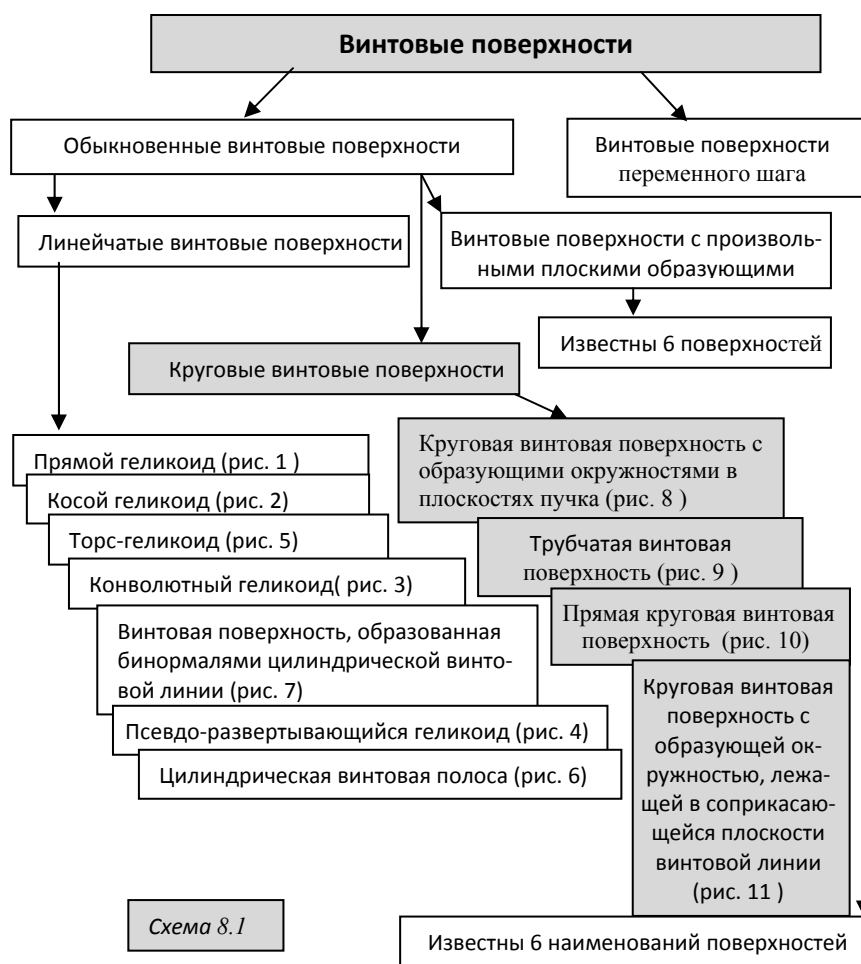 Винтовые поверхности
Обыкновенные винтовые поверхности
Винтовые поверхности
переменного шага
Линейчатые винтовые поверхности
Винтовые поверхности с произволь-
ными плоскими образующими
Известны 6 поверхностей
Круговые винтовые поверхности
Прямой геликоид (рис. 1 )
Косой геликоид (рис. 2)
Торс-геликоид (рис. 5)
Конволютный геликоид( рис. 3)
Винтовая поверхность, образованная
бинормалями цилиндрической винто-
вой линии (рис. 7)
Псевдо-развертывающийся геликоид (рис. 4)
Цилиндрическая винтовая полоса (рис. 6)
Круговая винтовая поверхность с
образующими окружностями в
плоскостях пучка (рис. 8 )
Трубчатая винтовая
поверхность (рис. 9 )
Прямая круговая винтовая
поверхность (рис. 10)
Круговая винтовая
поверхность с
образующей ок-
ружностью, лежа-
щей в соприкасаю-
щейся плоскости
винтовой линии
(рис. 11 )
Схема 8.1
Известны 6 наименований поверхностей